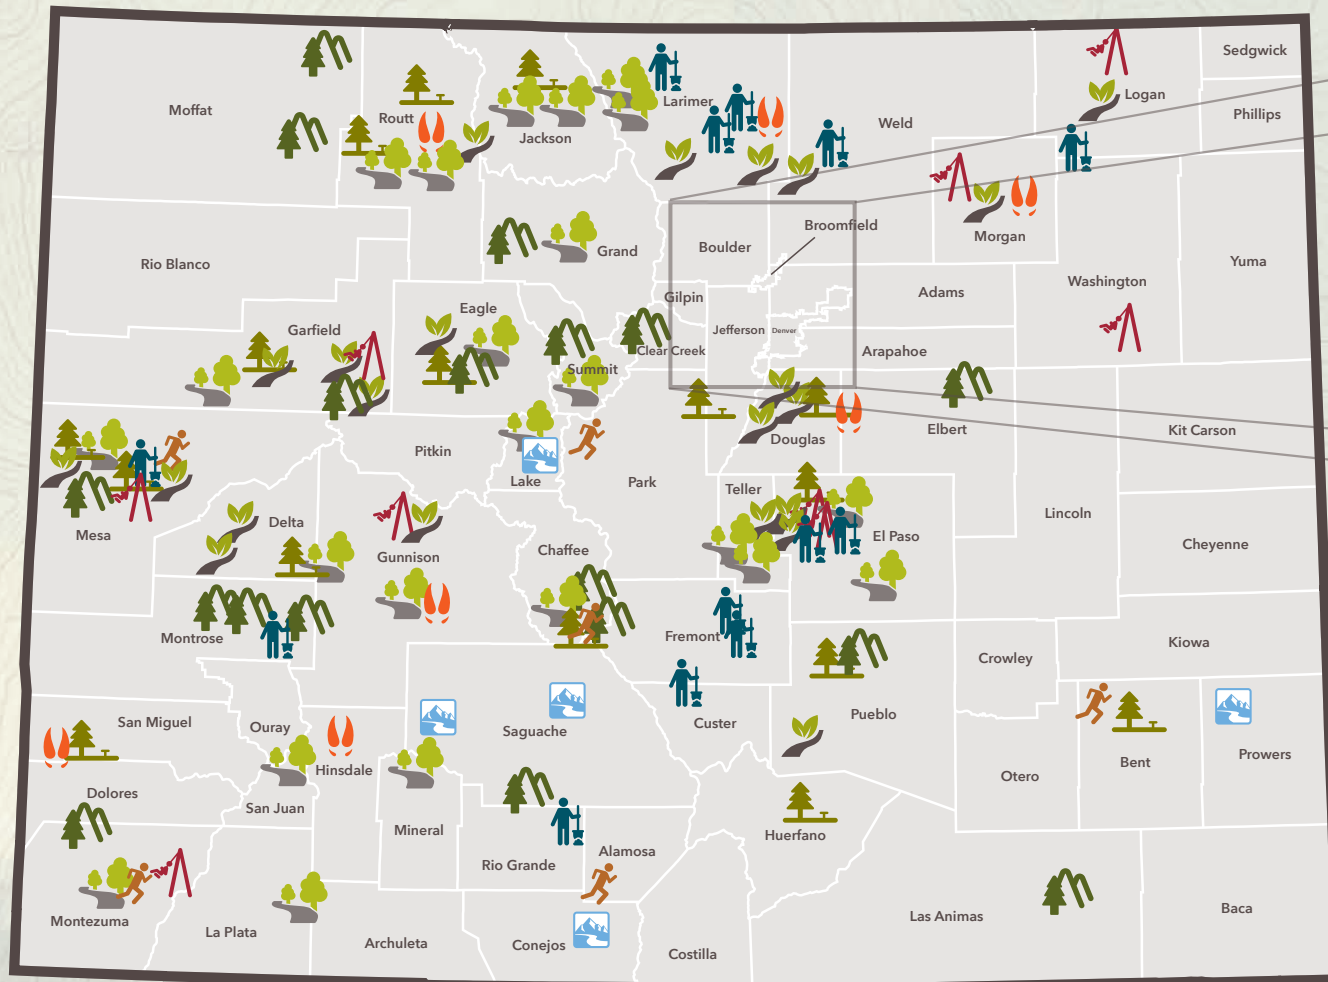 Sedgwick
Moffat
Routt
Jackson
Larimer
Weld
Logan
Phillips
Rio Blanco
Grand
Boulder
Broomfield
Morgan
Washington
Yuma
Garfield
Eagle
Summit
Gilpin
Clear Creek
Jefferson
Denver
Adams
Arapahoe
Pitkin
Lake
Park
Douglas
Elbert
Kit Carson
Mesa
Delta
Gunnison
Chaffee
Teller
El Paso
Lincoln
Cheyenne
Montrose
Fremont
Crowley
Kiowa
San Miguel
Ouray
Hinsdale
Saguache
Custer
Pueblo
Otero
Bent
Prowers
Dolores
San Juan
Mineral
Rio Grande
Alamosa
Huerfano
Montezuma
La Plata
Archuleta
Conejos
Costilla
Las Animas
Baca